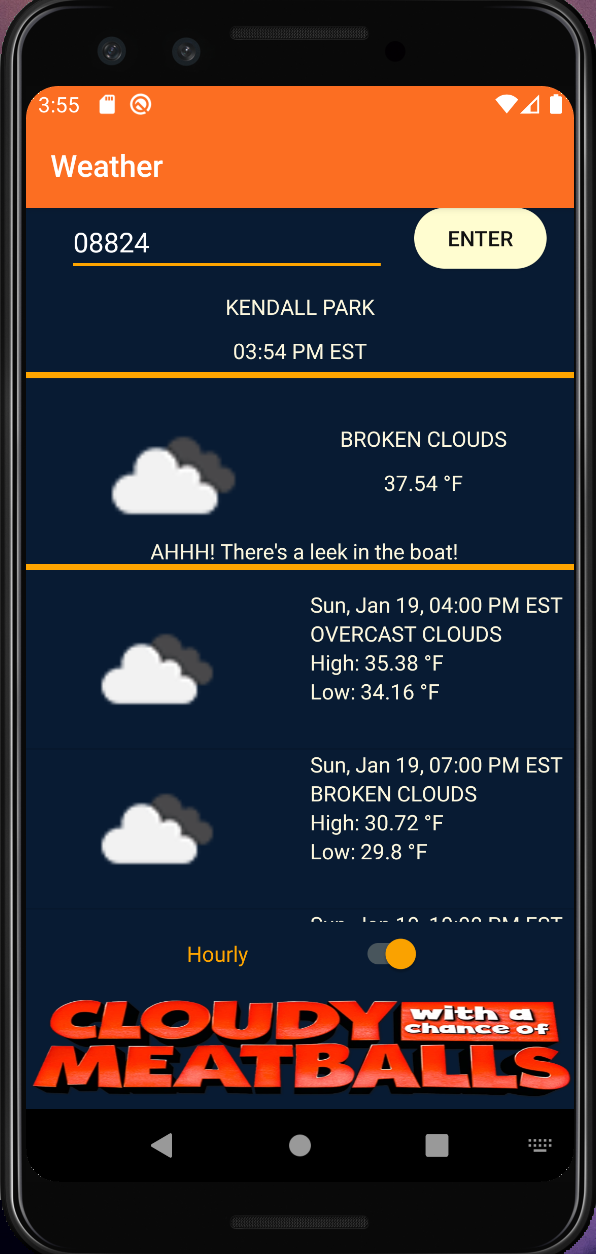 3:55
Weather
08824
ENTER
KENDALL PARK
03:54 PM EST
BROKEN CLOUDS
37.54 °F
AHHH! There's a leek in the boat!
Sun, Jan 19, 04:00 PM EST
OVERCAST CLOUDS
High: 35.38 °F
Low: 34.16 °F
Sun, Jan 19, 07:00 PM EST
BROKEN CLOUDS
High: 30.72 °F
Low: 29.8 °F
Hourly
CLOUDY with a
chance of
MEATBALLS